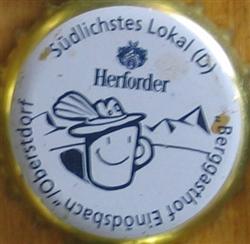 Südlichstes Lokal (D)
Herforder
„Berggasthof Einödsbach"/Oberstdorf